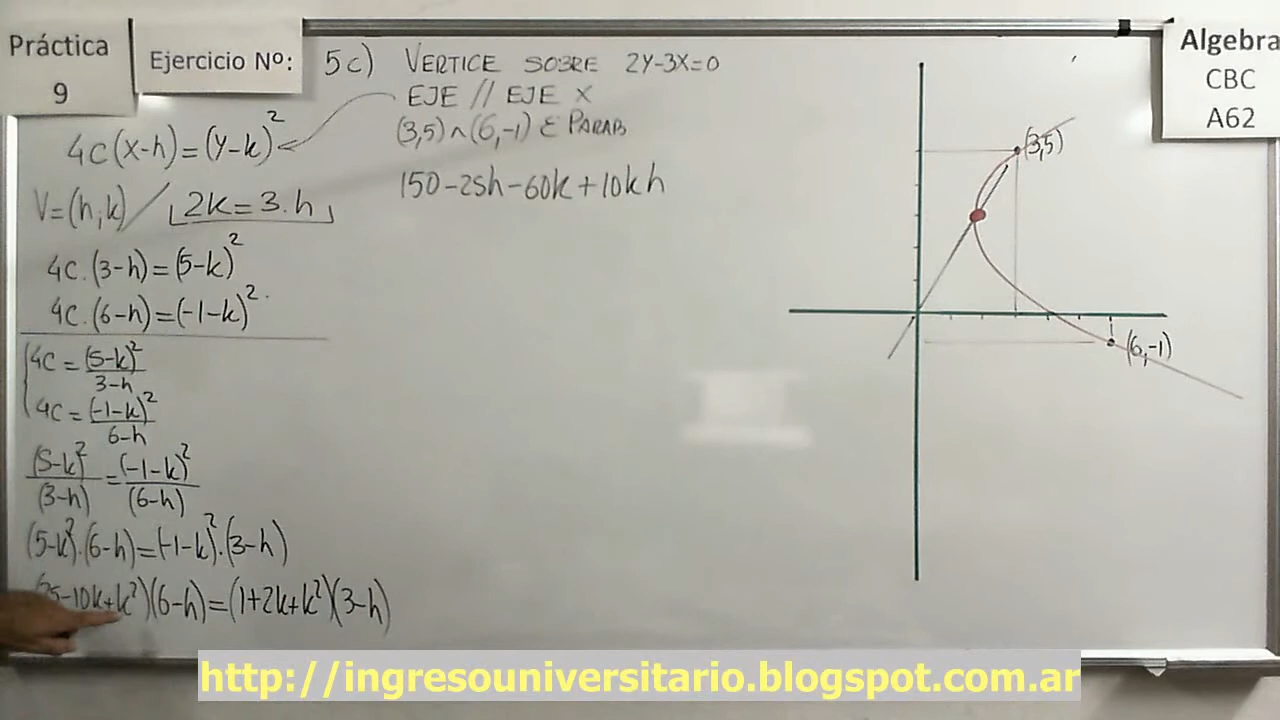 Práctica
9
Ejercicio Nº:
5c) VERTICE SOBRE 2Y-3X=0
EJE // EJE X
(3,5) ∧ (6,-1) ε PARAB
Algebra
CBC
A62
4C(X-h)=(Y-k)²
V=(h,k) / 2k=3.h
4C.(3-h)=(5-k)²
4C.(6-h)=(-1-k)².
4C=(5-k)²/3-h
4C=(-1-k)²/6-h
(5-k)²/(3-h)=(-1-k)²/(6-h)
(5-k)².(6-h)=(-1-k)².(3-h)
(25-10k+k²)(6-h)=(1+2k+k²)(3-h)
150-25h-60k+10kh
(3,5)
(6,-1)
http://ingresouniversitario.blogspot.com.ar